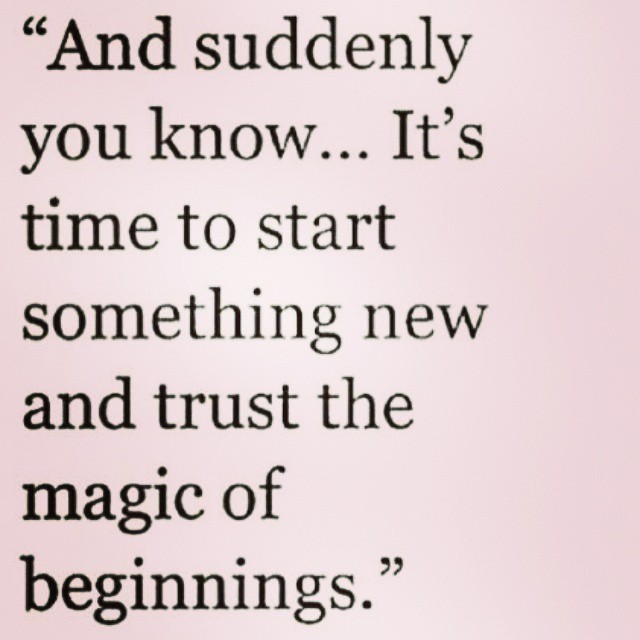 “And suddenly
you know... It’s
time to start
something new
and trust the
magic of
beginnings.”